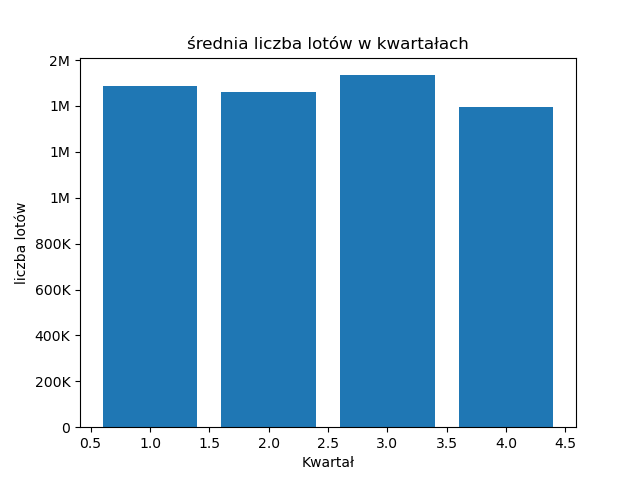 średnia liczba lotów w kwartałach
2M
1M
1M
1M
800K
600K
400K
200K
0
liczba lotów
0.5 1.0 1.5 2.0 2.5 3.0 3.5 4.0 4.5
Kwartał